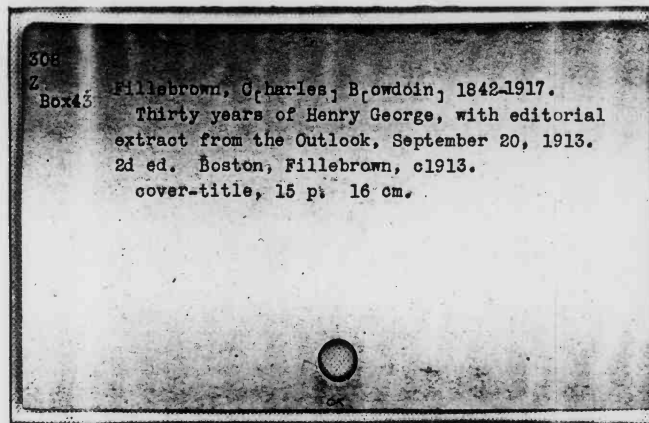 308
Z
Box43 Fillebrown, C[harles] B[owdoin] 1842-1917.
Thirty years of Henry George, with editorial
extract from the Outlook, September 20, 1913.
2d ed. Boston, Fillebrown, c1913.
cover-title, 15 p. 16 cm.